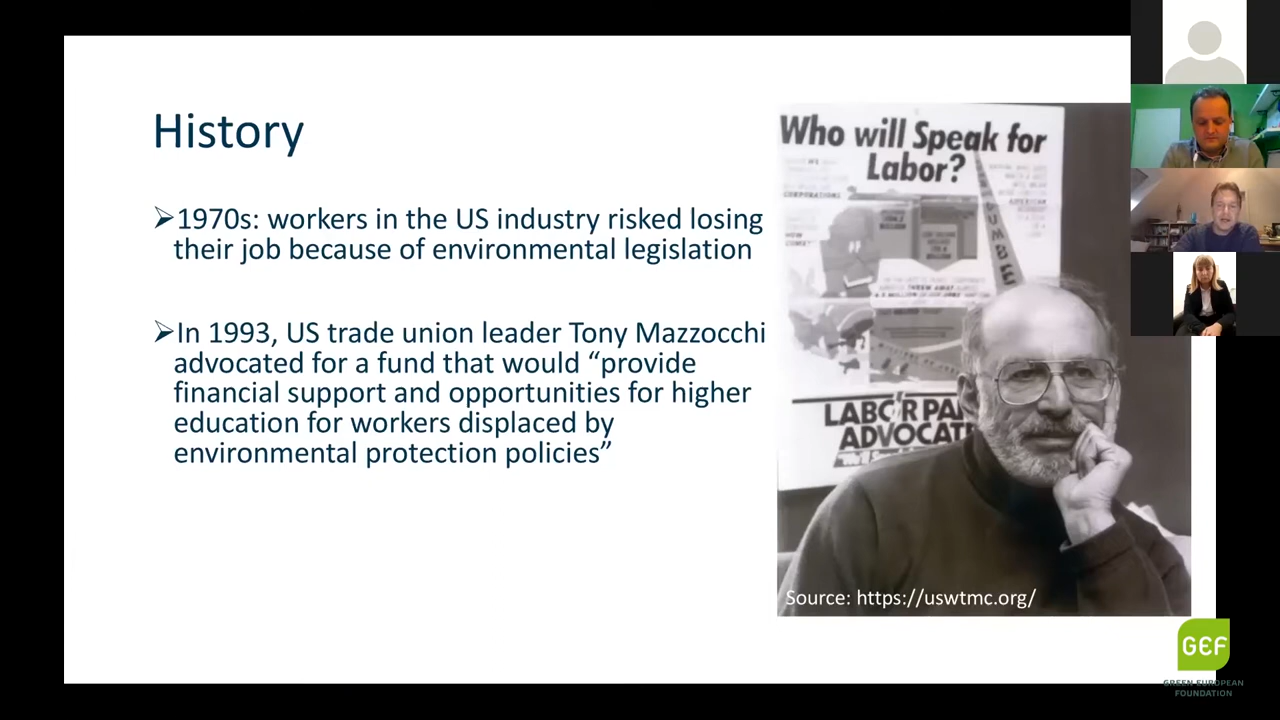 History
➢1970s: workers in the US industry risked losing
their job because of environmental legislation
➢In 1993, US trade union leader Tony Mazzocchi
advocated for a fund that would “provide
financial support and opportunities for higher
education for workers displaced by
environmental protection policies”
Who will Speak for
Labor?
CORPORATIONS
LABOR PA
ADVOCAT
Source: https://uswtmc.org/
GEF
GREEN EUROPEAN
FOUNDATION